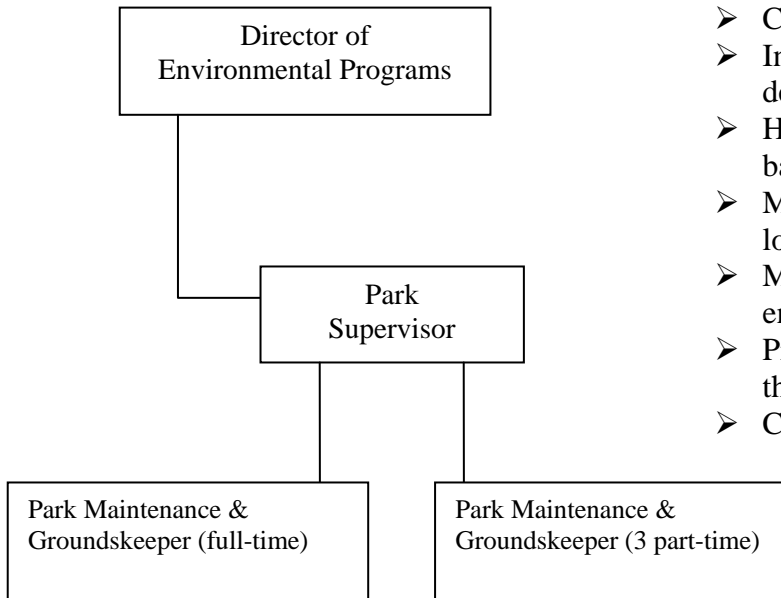 Director of
Environmental Programs
Park
Supervisor
Park Maintenance &
Groundskeeper (full-time)
Park Maintenance &
Groundskeeper (3 part-time)